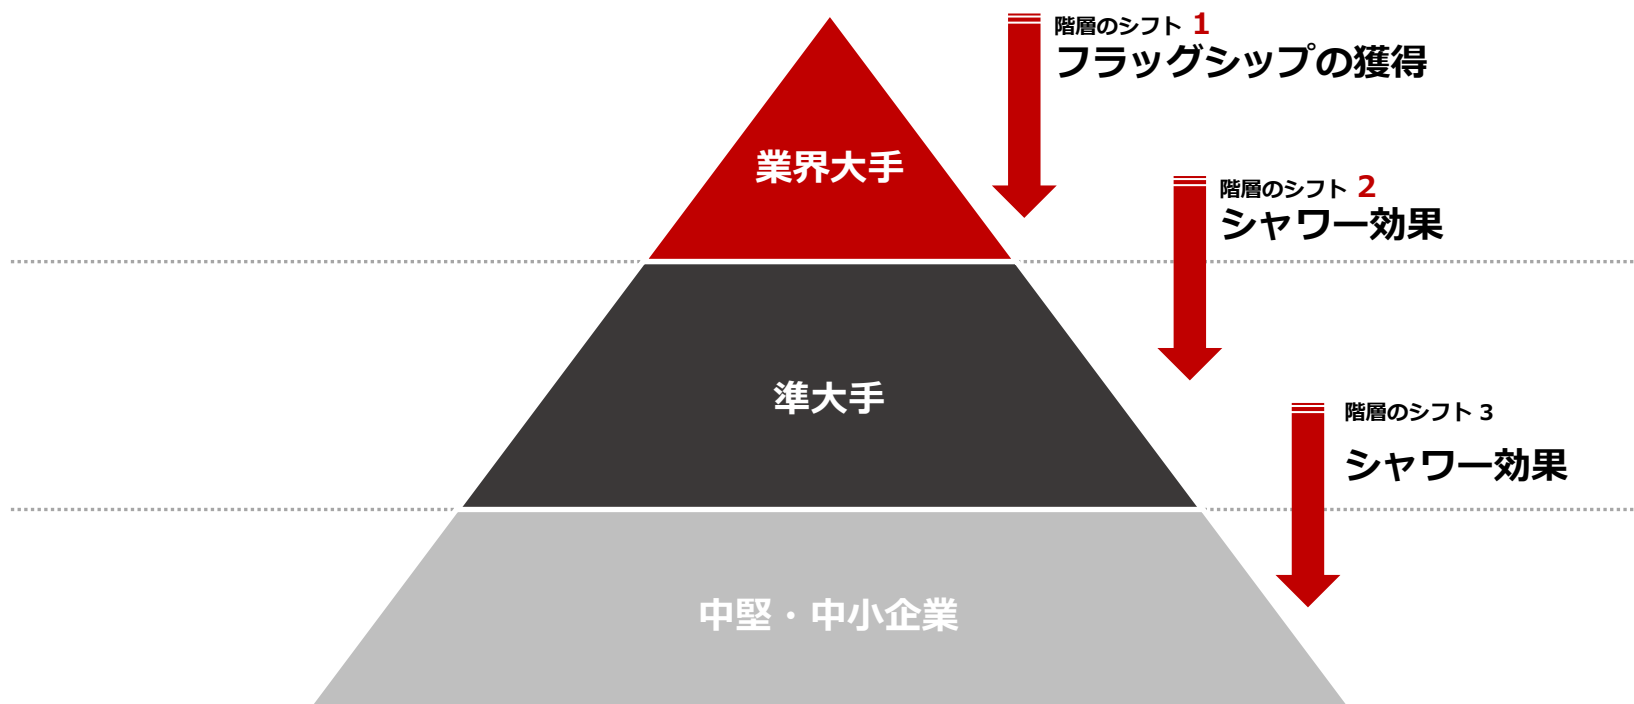 階層のシフト 1
フラッグシップの獲得
業界大手
階層のシフト 2
シャワー効果
準大手
階層のシフト 3
シャワー効果
中堅・中小企業